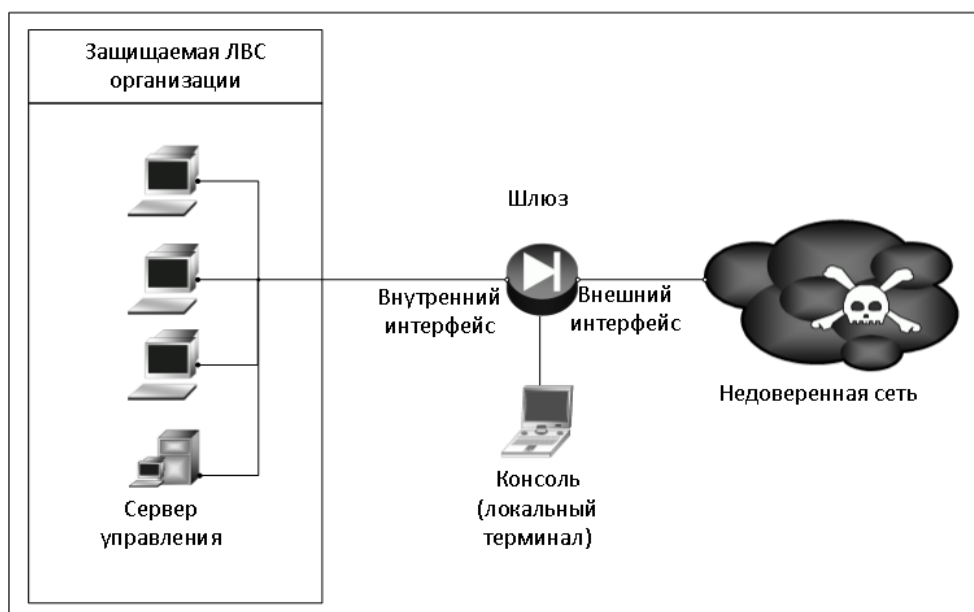 Защищаемая ЛВС
организации
Шлюз
Внутренний
интерфейс
Внешний
интерфейс
Недоверенная сеть
Консоль
(локальный
терминал)
Сервер
управления